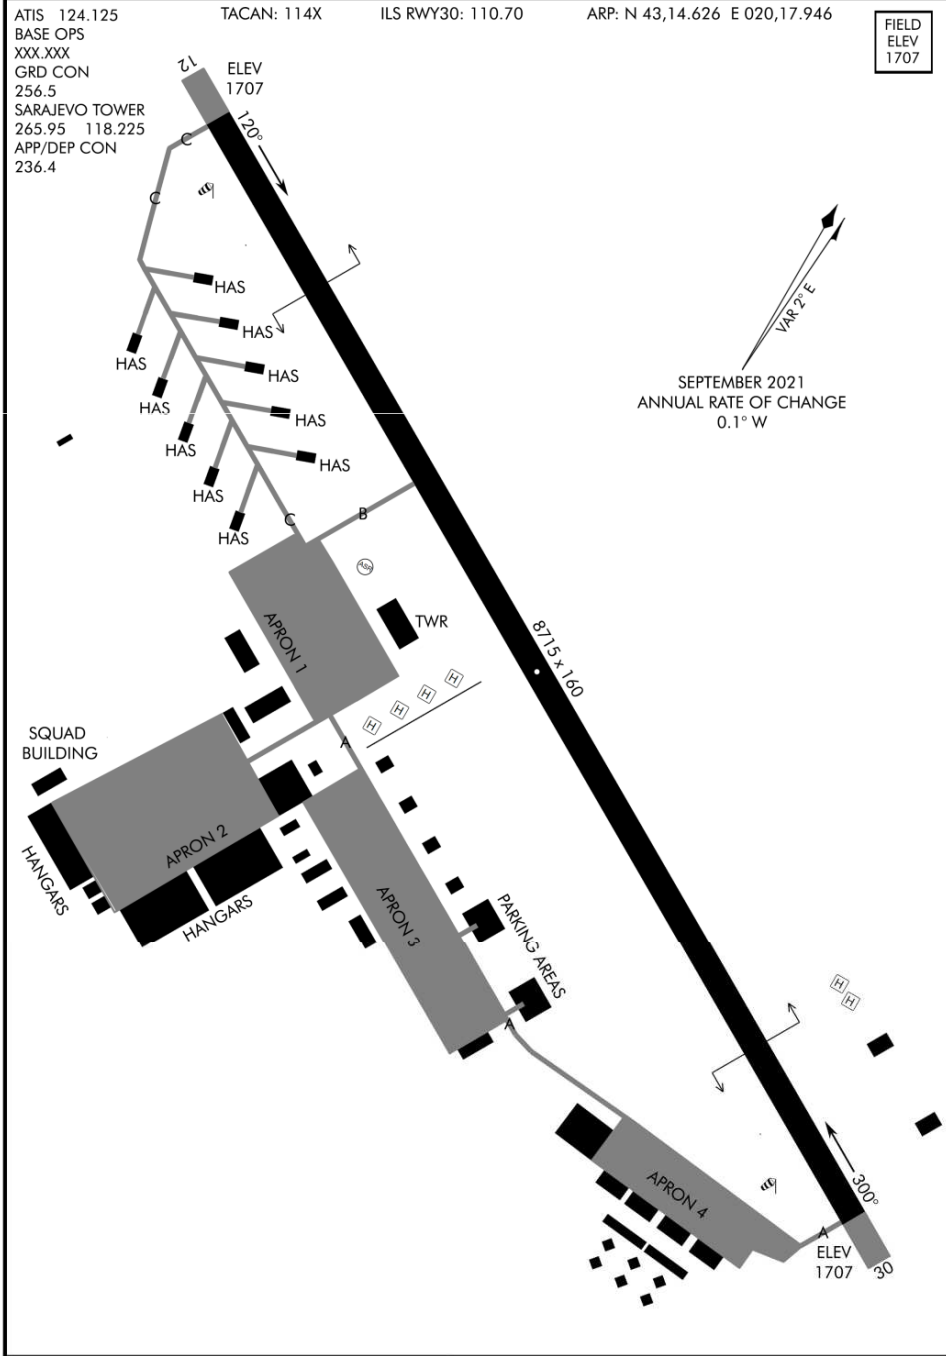 ATIS 124.125
BASE OPS
XXX.XXX
GRD CON
256.5
SARAJEVO TOWER
265.95 118.225
APP/DEP CON
236.4
TACAN: 114X
ILS RWY30: 110.70
ARP: N 43,14.626 E 020,17.946
FIELD
ELEV
1707
12
ELEV
1707
120°
C
C
HAS
HAS
HAS
HAS
HAS
HAS
HAS
HAS
HAS
HAS
VAR 2° E
SEPTEMBER 2021
ANNUAL RATE OF CHANGE
0.1° W
C
B
ASR
APRON 1
TWR
8715 x 160
H
H
H
H
A
SQUAD
BUILDING
APRON 2
HANGARS
HANGARS
APRON 3
PARKING AREAS
A
H
H
APRON 4
300°
A
ELEV
1707
30